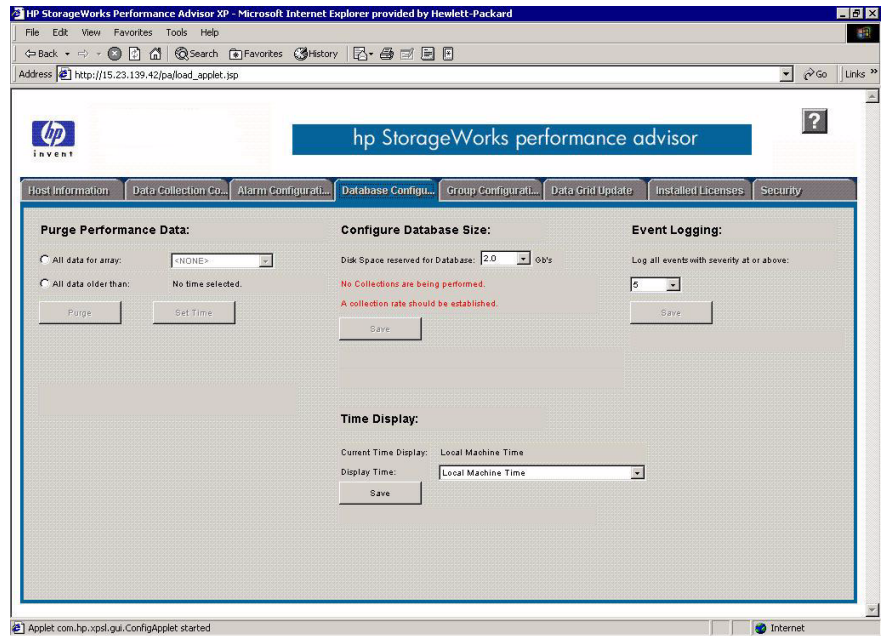 HP StorageWorks Performance Advisor XP - Microsoft Internet Explorer provided by Hewlett-Packard
File Edit View Favorites Tools Help
Back Search Favorites History
Address http://15.23.139.42/pa/load_applet.jsp Go Links »
hp
invent
hp StorageWorks performance advisor
?
Host Information Data Collection Co... Alarm Configurati... Database Configu... Group Configurati... Data Grid Update Installed Licenses Security
Purge Performance Data:
All data for array: <NONE>
All data older than: No time selected.
Purge Set Time
Configure Database Size:
Disk Space reserved for Database: 2.0 Gb's
No Collections are being performed.
A collection rate should be established.
Save
Event Logging:
Log all events with severity at or above:
5
Save
Time Display:
Current Time Display: Local Machine Time
Display Time: Local Machine Time
Save
Applet com.hp.xpsl.gui.ConfigApplet started Internet